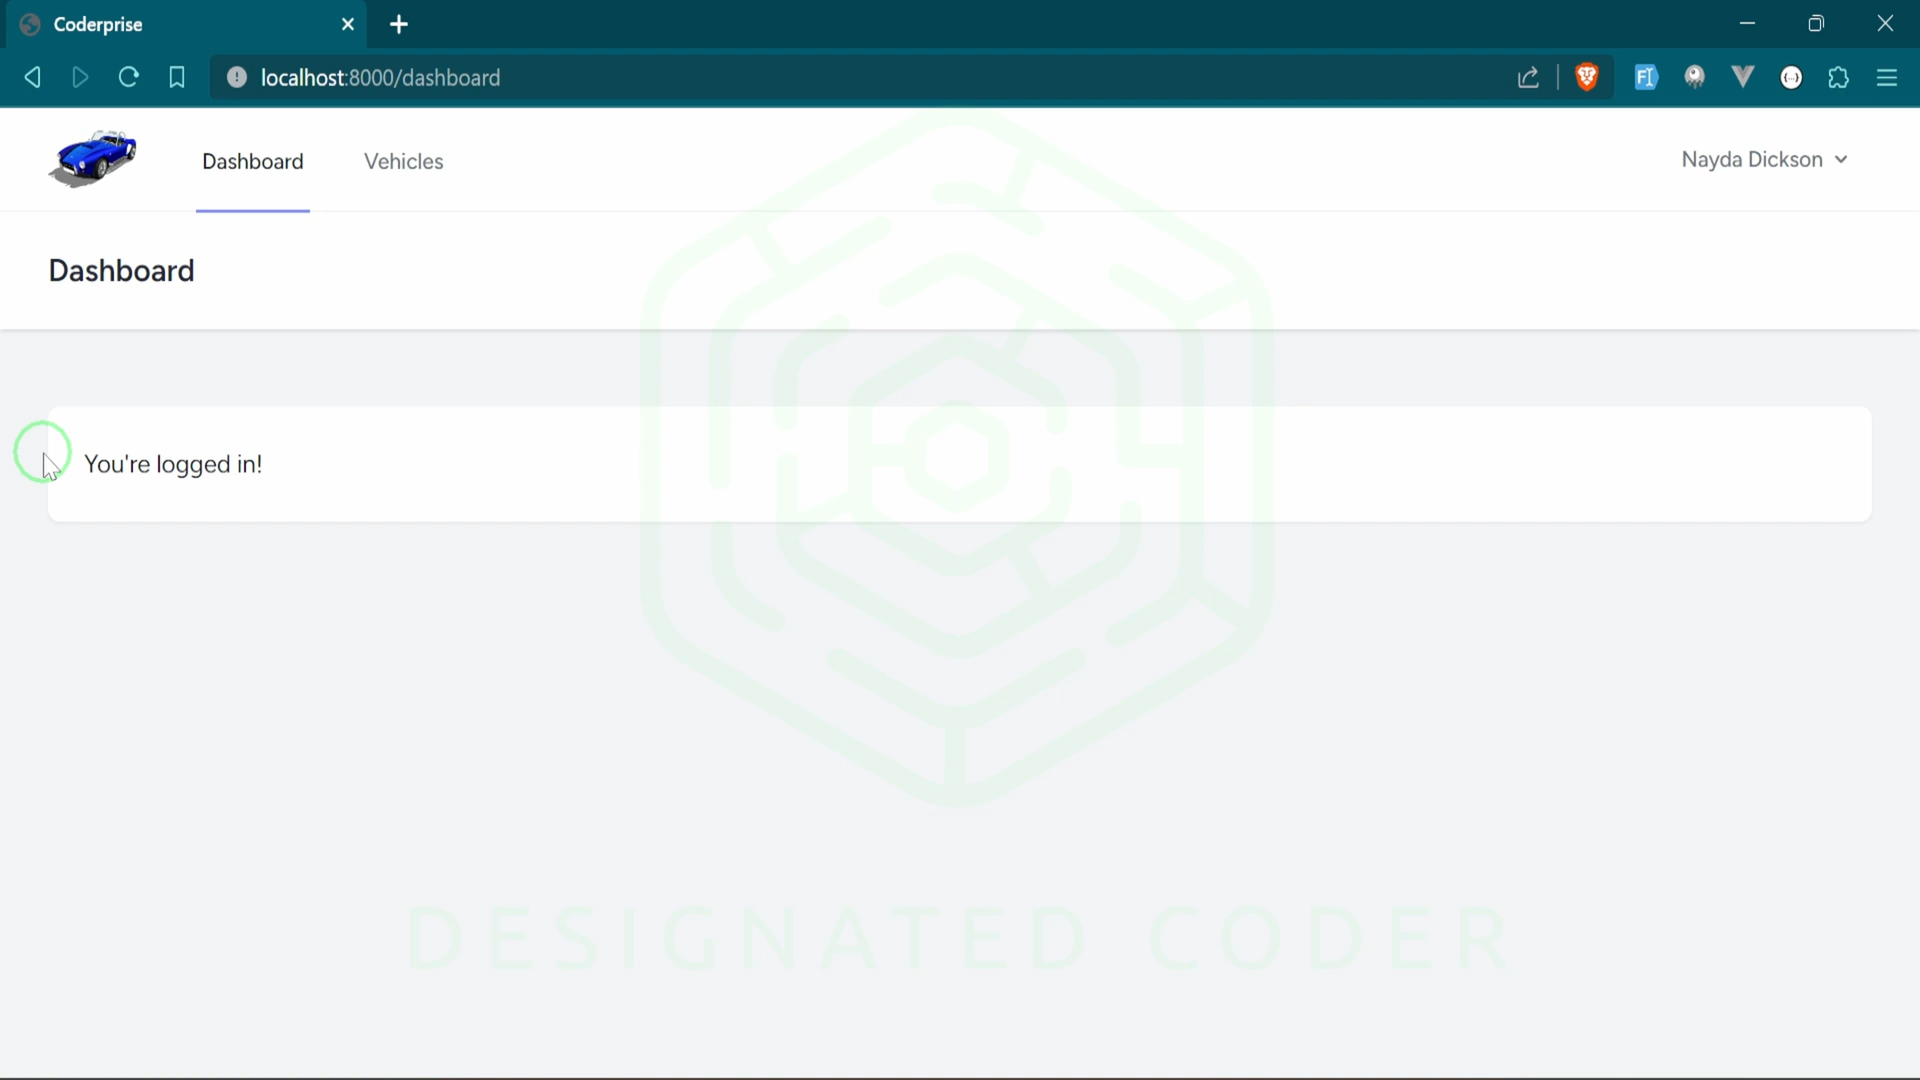 Coderprise
localhost:8000/dashboard
Dashboard
Vehicles
Nayda Dickson
Dashboard
You're logged in!
DESIGNATED CODER